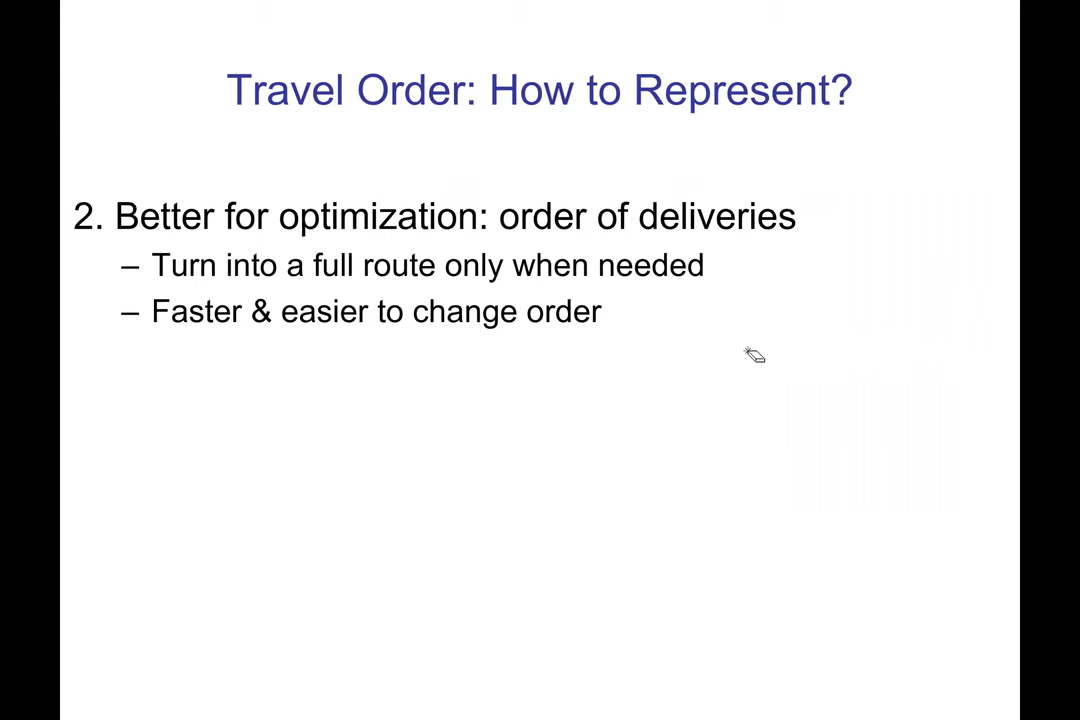 Travel Order: How to Represent?
2. Better for optimization: order of deliveries
– Turn into a full route only when needed
– Faster & easier to change order